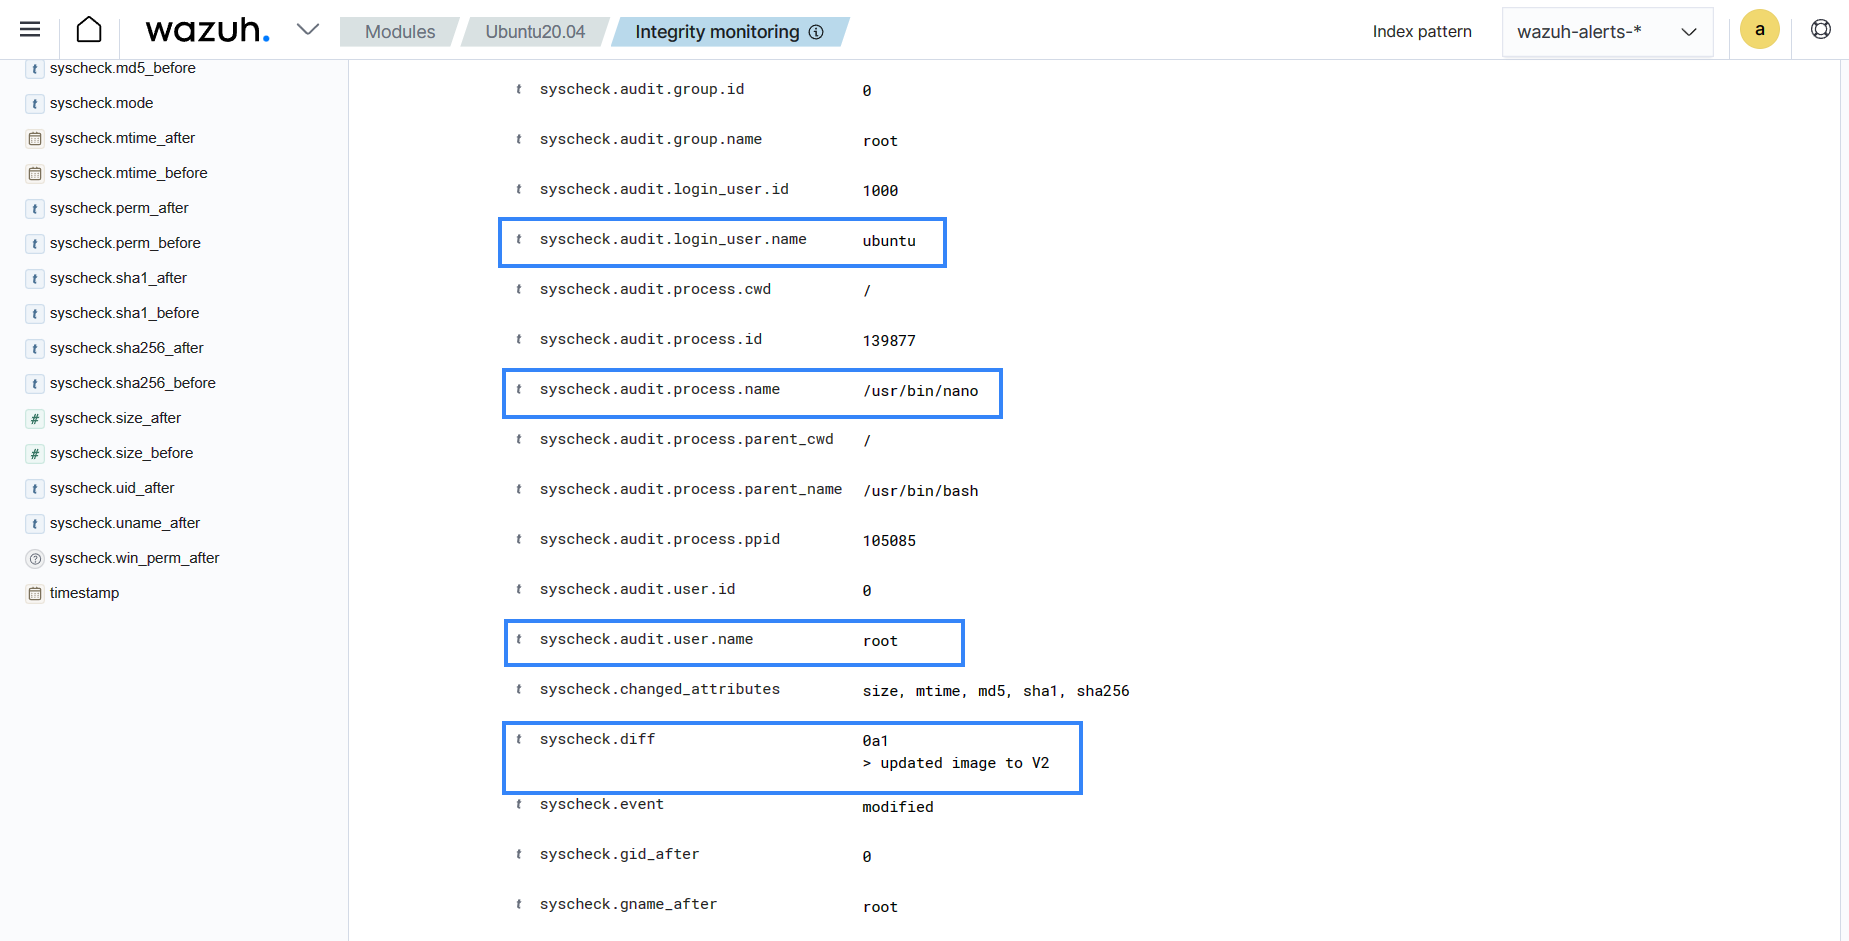 wazuh.
Modules
Ubuntu20.04
Integrity monitoring
Index pattern
wazuh-alerts-*
a
syscheck.md5_before
syscheck.mode
syscheck.mtime_after
syscheck.mtime_before
syscheck.perm_after
syscheck.perm_before
syscheck.sha1_after
syscheck.sha1_before
syscheck.sha256_after
syscheck.sha256_before
syscheck.size_after
syscheck.size_before
syscheck.uid_after
syscheck.uname_after
syscheck.win_perm_after
timestamp
t syscheck.audit.group.id 0
t syscheck.audit.group.name root
t syscheck.audit.login_user.id 1000
t syscheck.audit.login_user.name ubuntu
t syscheck.audit.process.cwd /
t syscheck.audit.process.id 139877
t syscheck.audit.process.name /usr/bin/nano
t syscheck.audit.process.parent_cwd /
t syscheck.audit.process.parent_name /usr/bin/bash
t syscheck.audit.process.ppid 105085
t syscheck.audit.user.id 0
t syscheck.audit.user.name root
t syscheck.changed_attributes size, mtime, md5, sha1, sha256
t syscheck.diff 0a1
> updated image to V2
t syscheck.event modified
t syscheck.gid_after 0
t syscheck.gname_after root